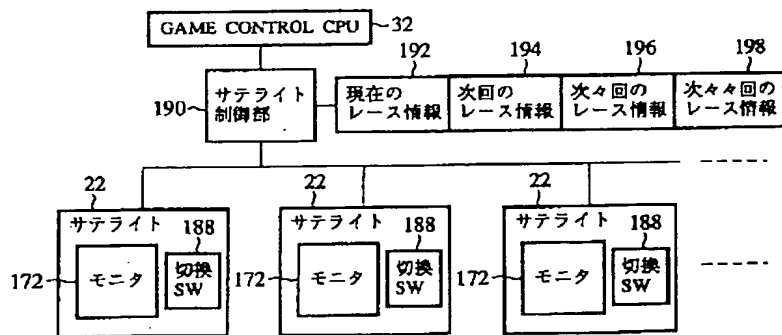 GAME CONTROL CPU
32
192
194
196
198
190
サテライト
制御部
現在の
レース情報
次回の
レース情報
次々回の
レース情報
次々々回の
レース情報
22
22
22
サテライト
188
サテライト
188
サテライト
188
172
モニタ
切換
SW
172
モニタ
切換
SW
172
モニタ
切換
SW